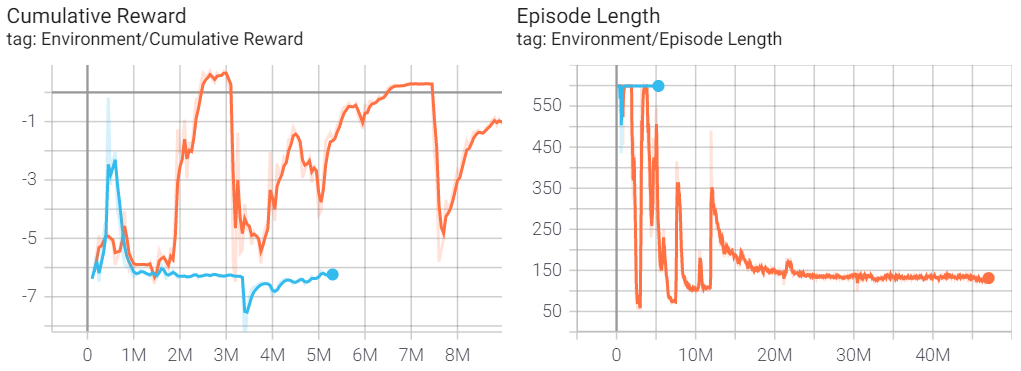 Cumulative Reward
tag: Environment/Cumulative Reward
-1
-3
-5
-7
0 1M 2M 3M 4M 5M 6M 7M 8M
Episode Length
tag: Environment/Episode Length
550
450
350
250
150
50
0 10M 20M 30M 40M